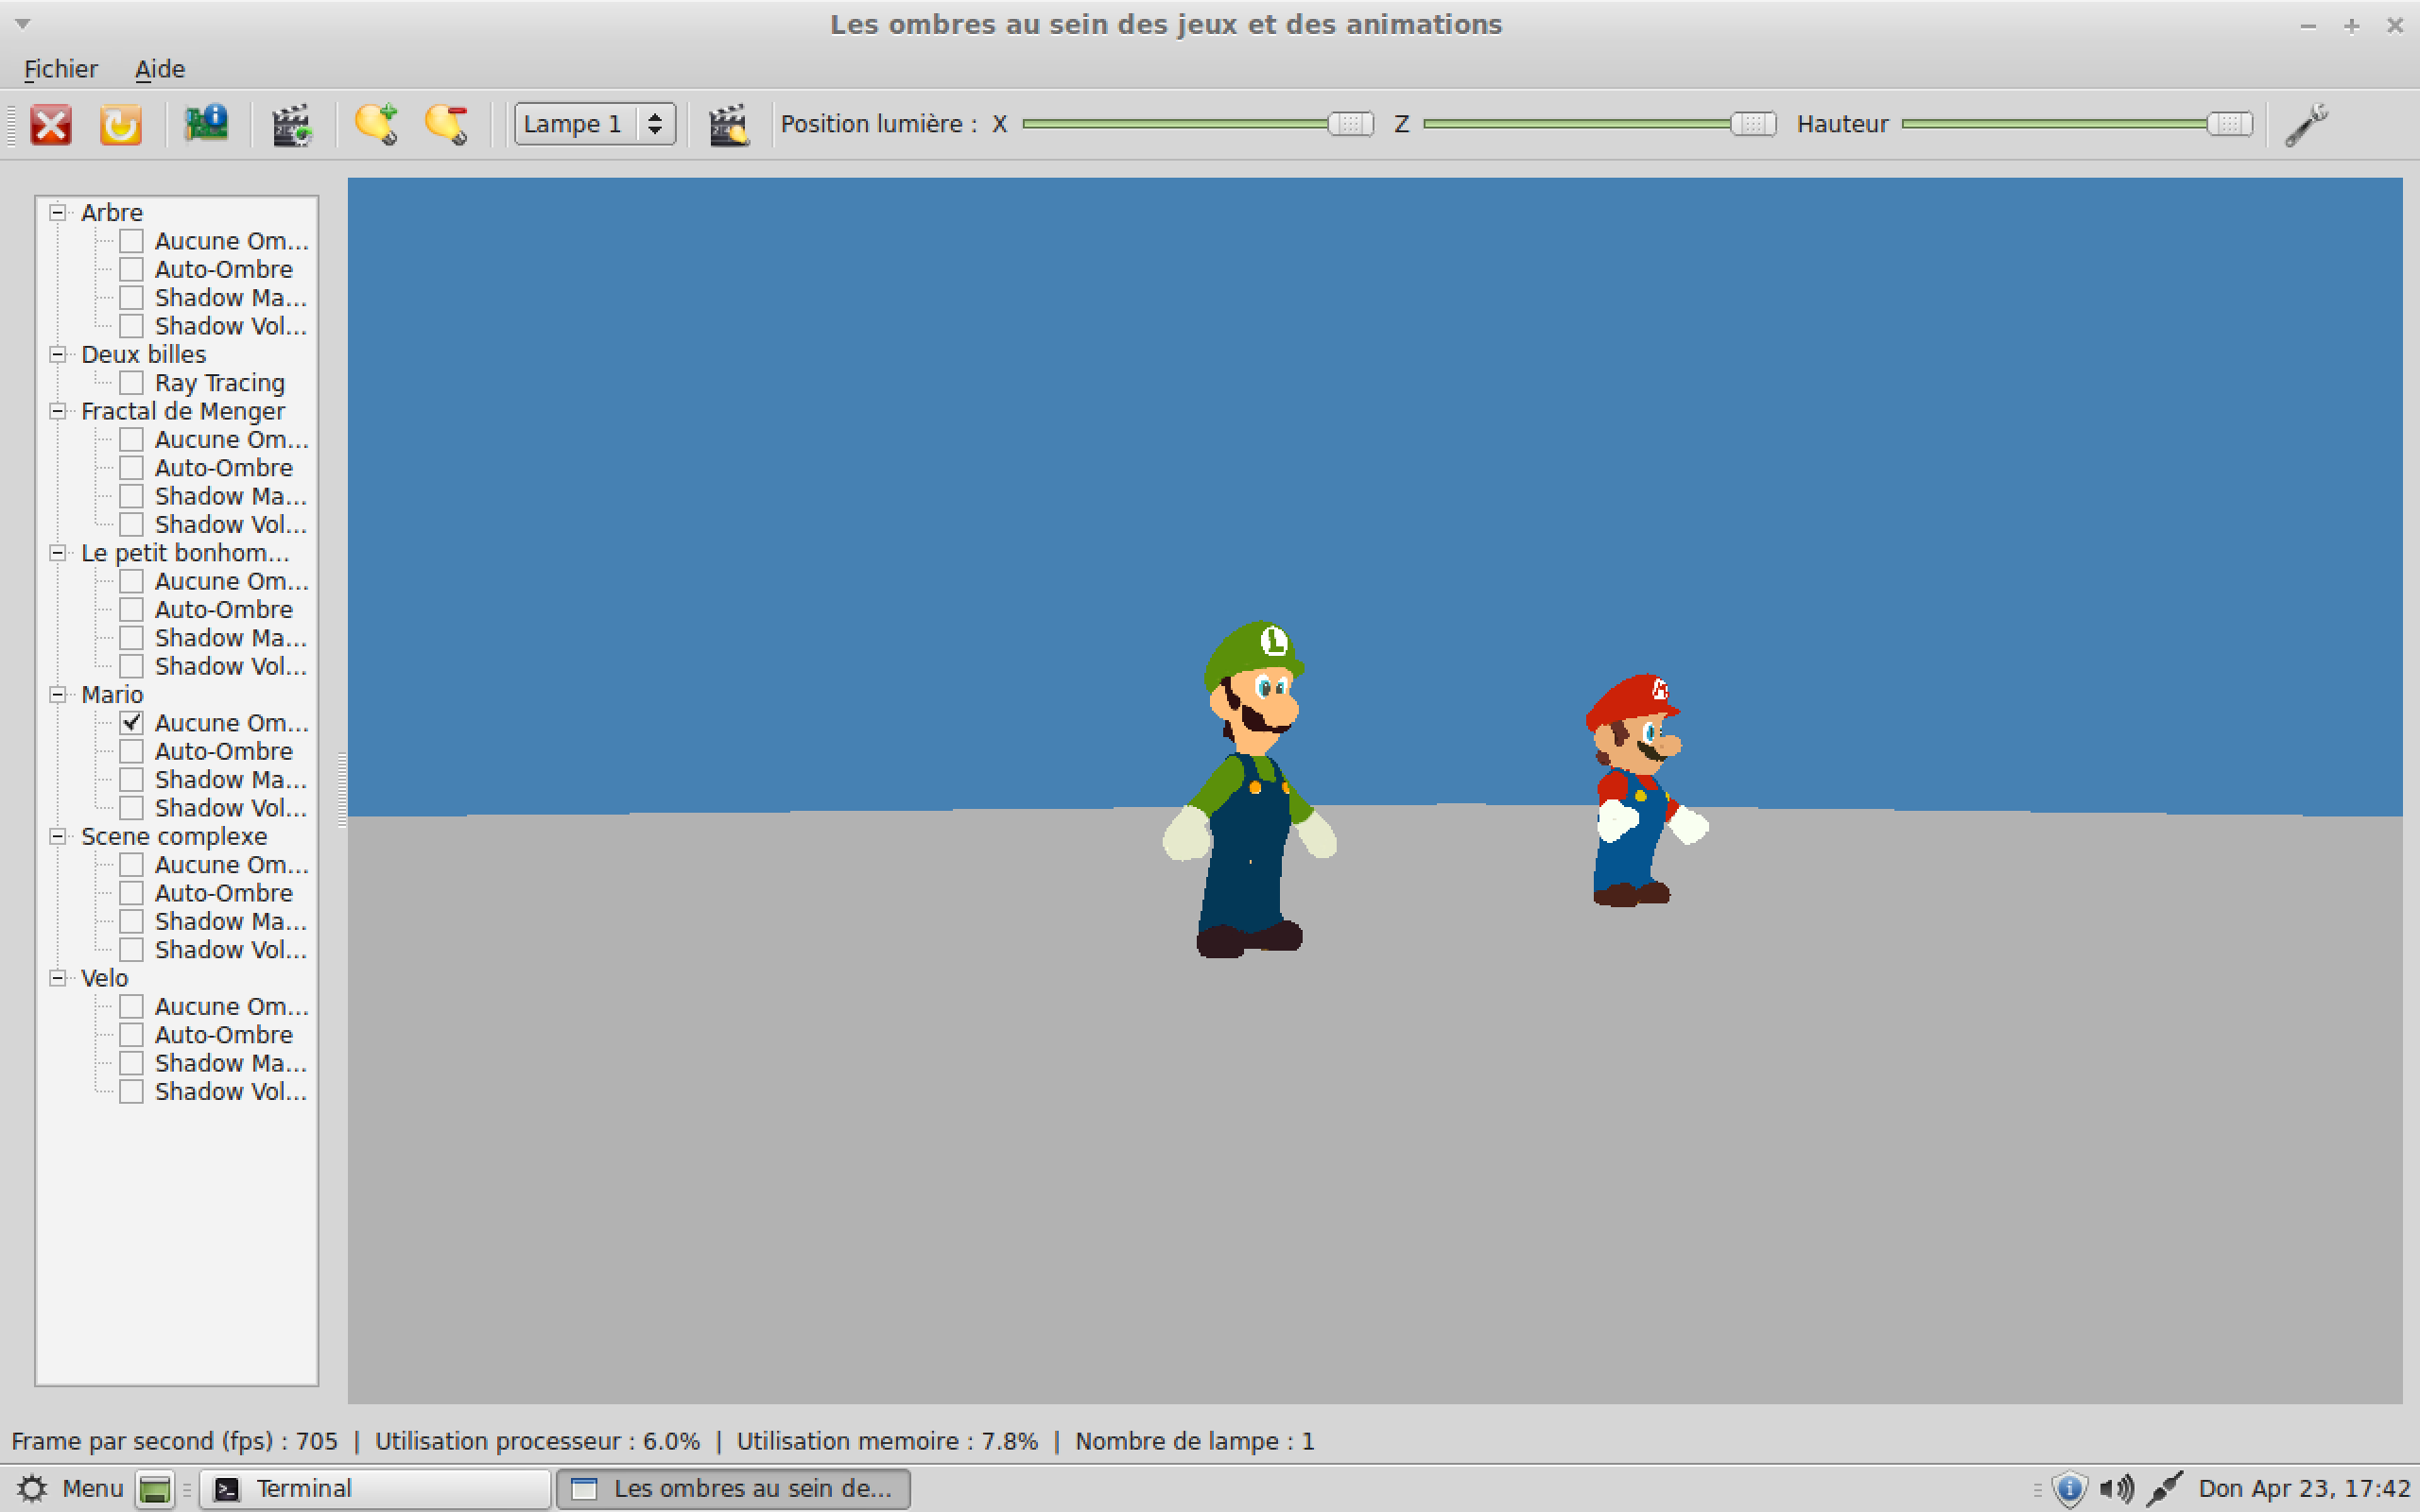 Les ombres au sein des jeux et des animations
Fichier Aide
Lampe 1 Position lumière : X Z Hauteur
Arbre
Aucune Om...
Auto-Ombre
Shadow Ma...
Shadow Vol...
Deux billes
Ray Tracing
Fractal de Menger
Aucune Om...
Auto-Ombre
Shadow Ma...
Shadow Vol...
Le petit bonhom...
Aucune Om...
Auto-Ombre
Shadow Ma...
Shadow Vol...
Mario
Aucune Om...
Auto-Ombre
Shadow Ma...
Shadow Vol...
Scene complexe
Aucune Om...
Auto-Ombre
Shadow Ma...
Shadow Vol...
Velo
Aucune Om...
Auto-Ombre
Shadow Ma...
Shadow Vol...
L
M
Frame par second (fps) : 705 | Utilisation processeur : 6.0% | Utilisation memoire : 7.8% | Nombre de lampe : 1
Menu Terminal Les ombres au sein de... Don Apr 23, 17:42